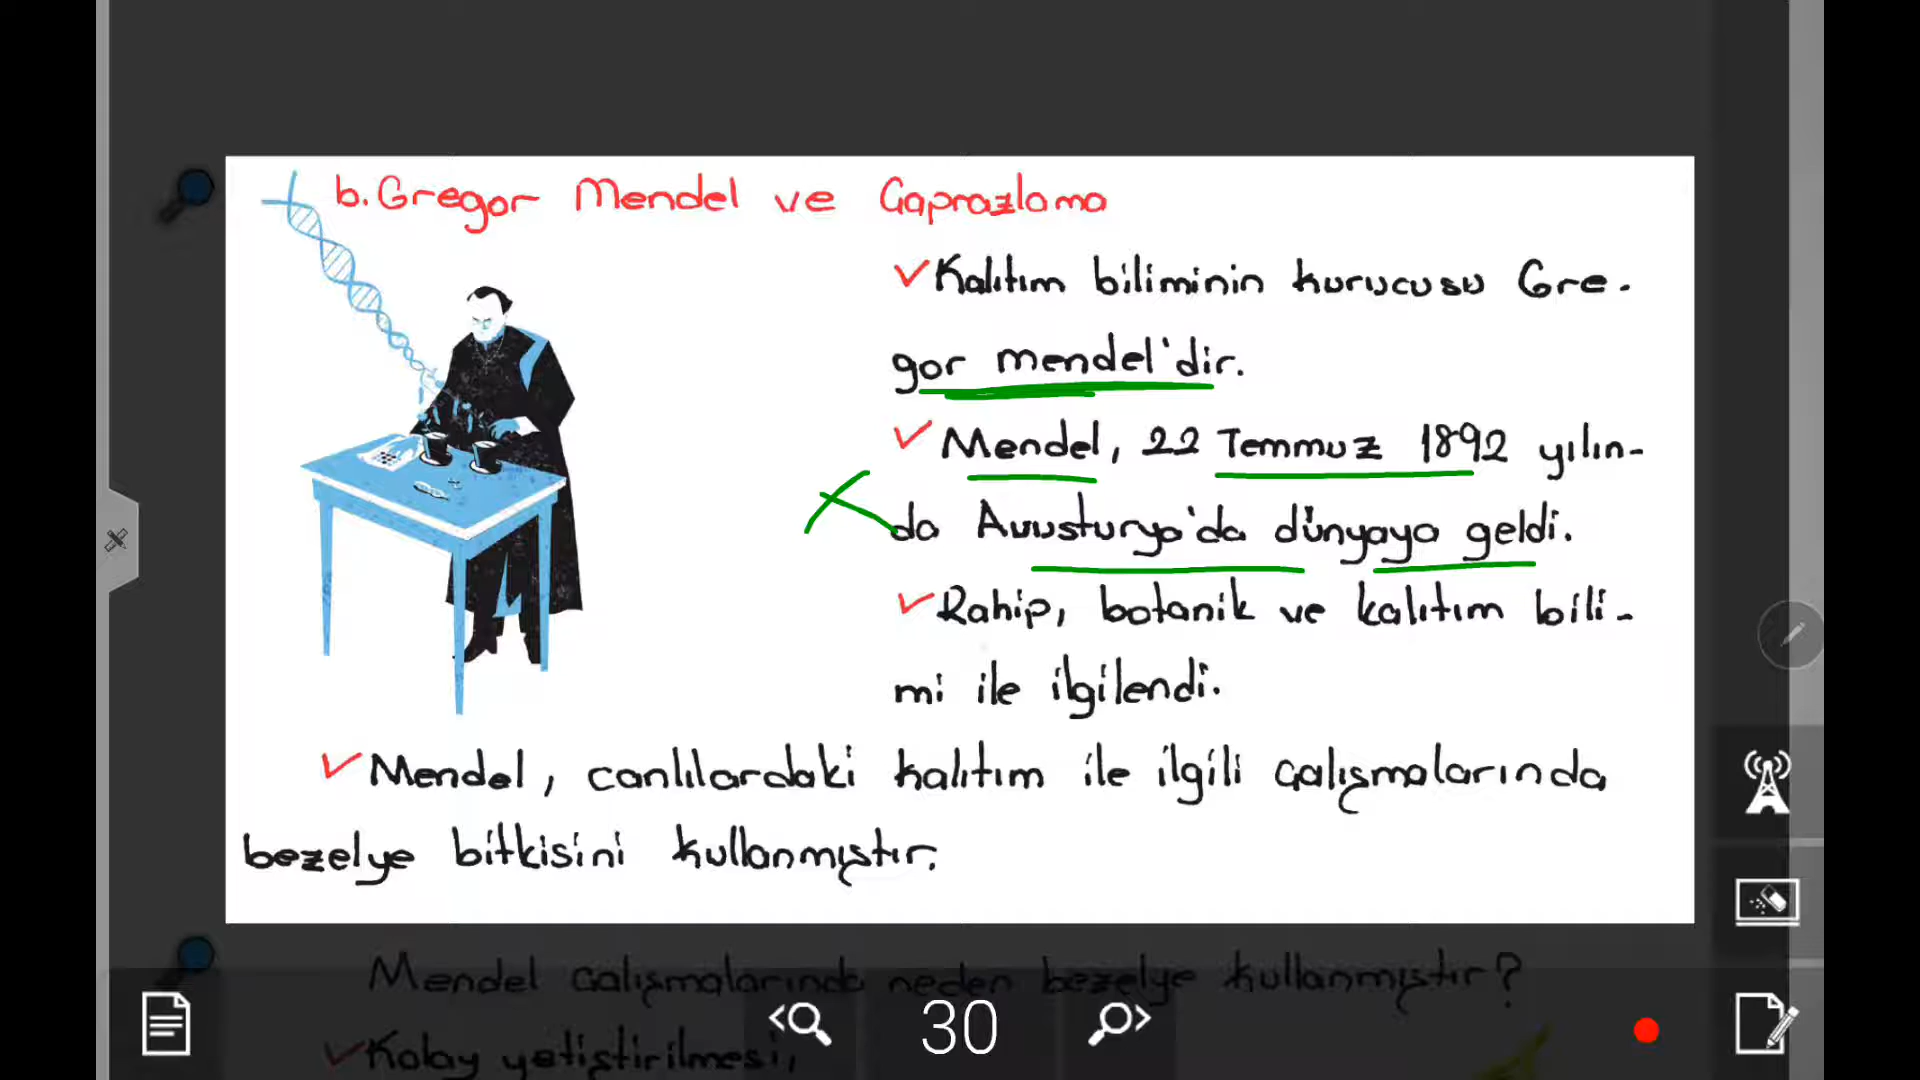 b. Gregor Mendel ve Çaprazlama
✓ Kalıtım biliminin kurucusu Gre-
gor mendel'dir.
✓ Mendel, 22 Temmuz 1892 yılın-
da Avusturya'da dünyaya geldi.
✓ Rahip, botanik ve kalıtım bili-
mi ile ilgilendi.
✓ Mendel, canlılardaki kalıtım ile ilgili çalışmalarında
bezelye bitkisini kullanmıştır.
Mendel çalışmalarında neden bezelye kullanmıştır?
✓ Kolay yetiştirilmesi,
30